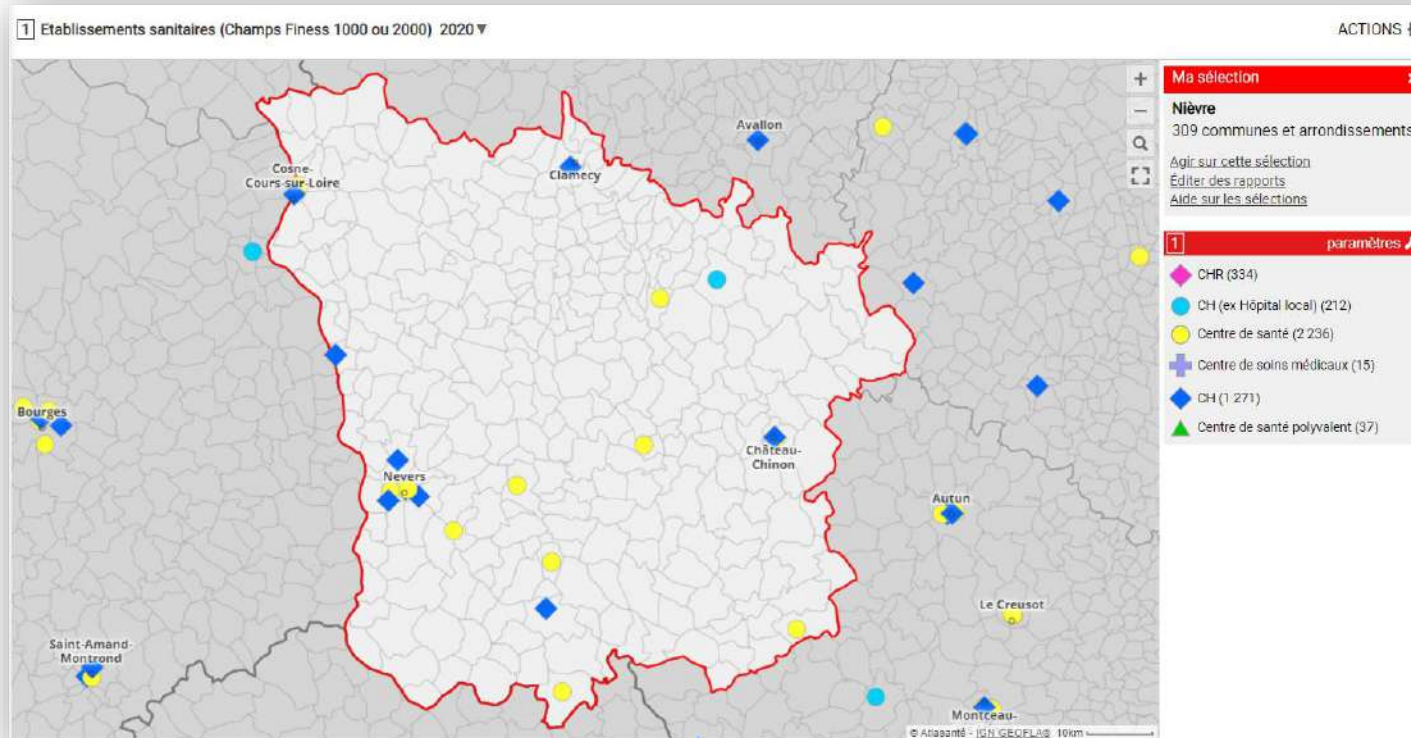 1 Etablissements sanitaires (Champs Finess 1000 ou 2000) 2020
ACTIONS
Ma sélection
Nièvre
309 communes et arrondissements
Agir sur cette sélection
Éditer des rapports
Aide sur les sélections
1 paramètres
CHR (334)
CH (ex Hôpital local) (212)
Centre de santé (2 236)
Centre de soins médicaux (15)
CH (1 271)
Centre de santé polyvalent (37)
Avallon
Cosne-
Cours-sur-Loire
Clamecy
Bourges
Château-
Chinon
Nevers
Autun
Le Creusot
Saint-Amand-
Montrond
Montceau-
© Atlasanté - IGN GEOFLA® 10km